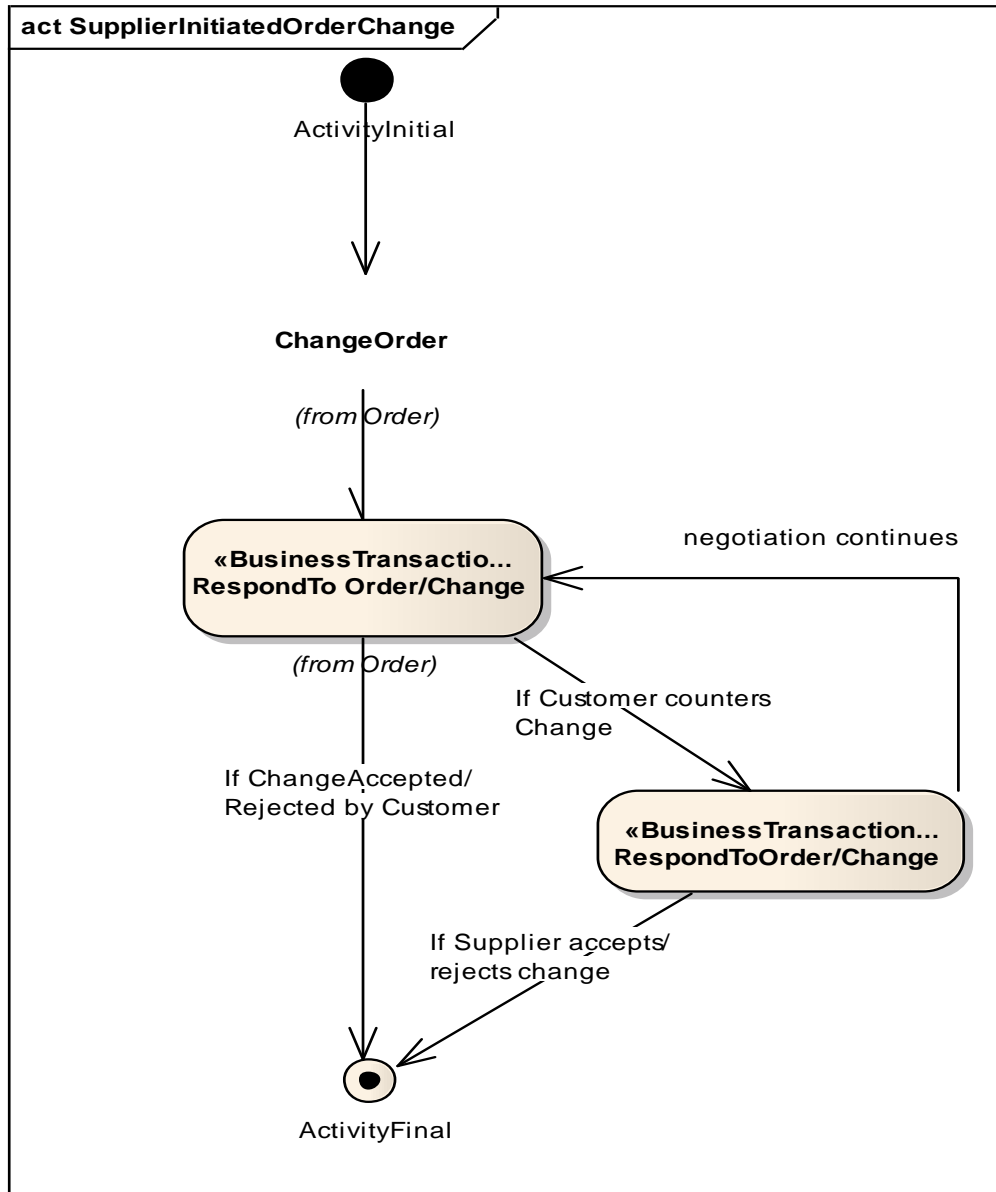 act SupplierInitiatedOrderChange
ActivityInitial
ChangeOrder
(from Order)
«BusinessTransactio...
RespondTo Order/Change
(from Order)
negotiation continues
If Customer counters
Change
If ChangeAccepted/
Rejected by Customer
«BusinessTransaction...
RespondToOrder/Change
If Supplier accepts/
rejects change
ActivityFinal